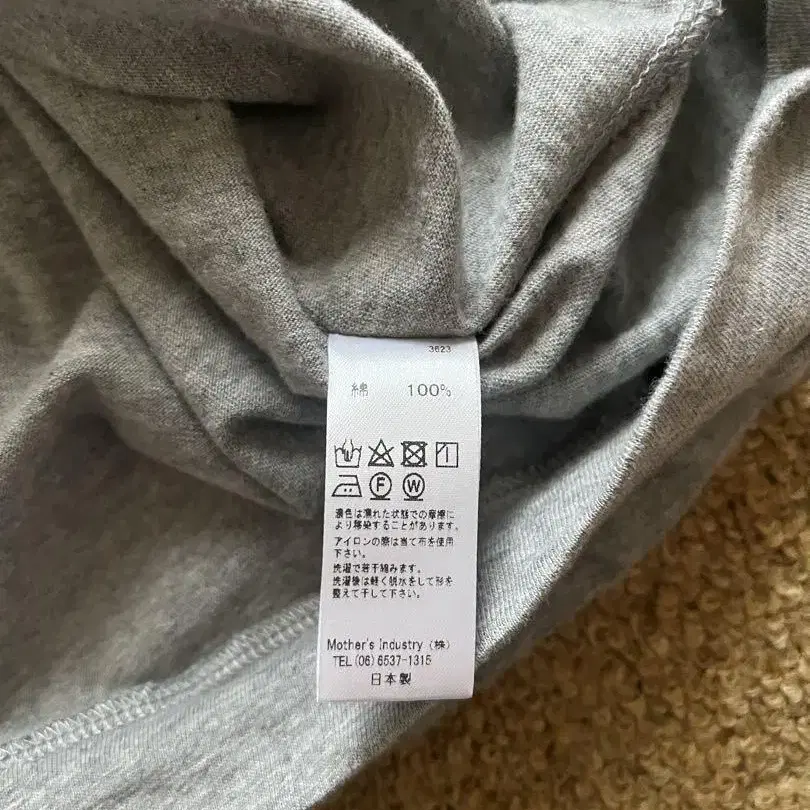 3623
綿 100%
F W
濃色は濡れた状態での摩擦に
より移染することがあります。
アイロンの際は当て布を使用
下さい。
洗濯で若干縮みます。
洗濯後は軽く脱水をして形を
整えて干して下さい。
Mother's Industry (株)
TEL(06)6537-1315
日本製